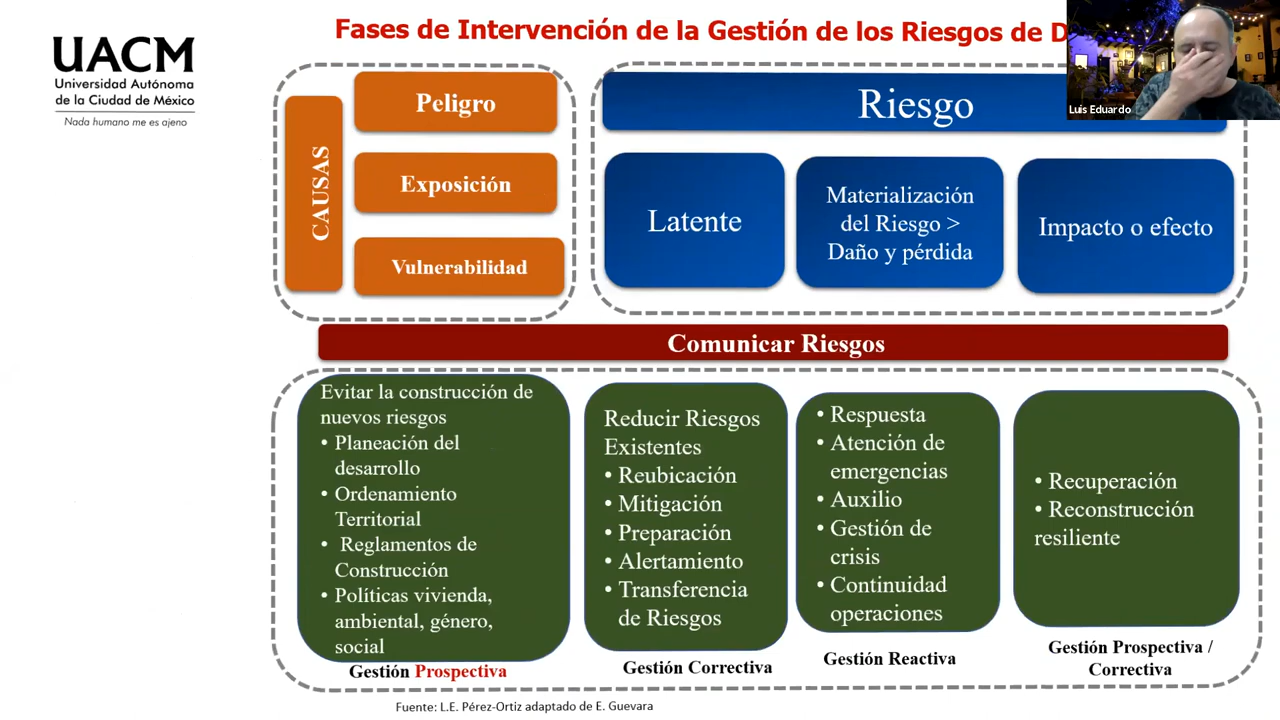 Fases de Intervención de la Gestión de los Riesgos de
UACM
Universidad Autónoma
de la Ciudad de México
Nada humano me es ajeno
Luis Eduardo
CAUSAS
Peligro
Exposición
Vulnerabilidad
Riesgo
Latente
Materialización
del Riesgo >
Daño y pérdida
Impacto o efecto
Comunicar Riesgos
Evitar la construcción de
nuevos riesgos
• Planeación del
desarrollo
• Ordenamiento
Territorial
• Reglamentos de
Construcción
• Políticas vivienda,
ambiental, género,
social
Gestión Prospectiva
Reducir Riesgos
Existentes
• Reubicación
• Mitigación
• Preparación
• Alertamiento
• Transferencia
de Riesgos
Gestión Correctiva
• Respuesta
• Atención de
emergencias
• Auxilio
• Gestión de
crisis
• Continuidad
operaciones
Gestión Reactiva
• Recuperación
• Reconstrucción
resiliente
Gestión Prospectiva /
Correctiva
Fuente: L.E. Pérez-Ortiz adaptado de E. Guevara